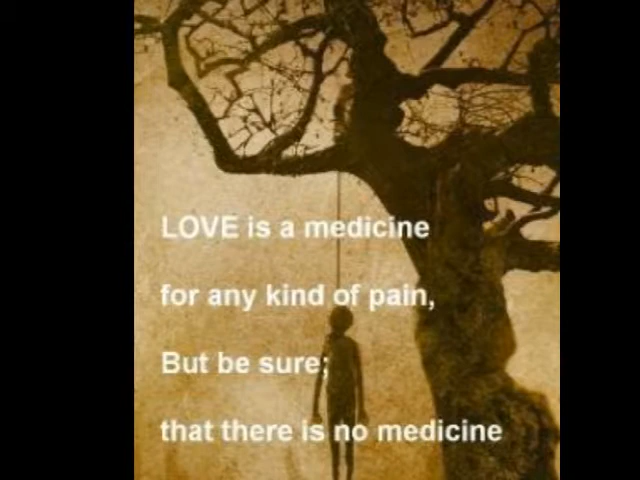 LOVE is a medicine
for any kind of pain,
But be sure;
that there is no medicine